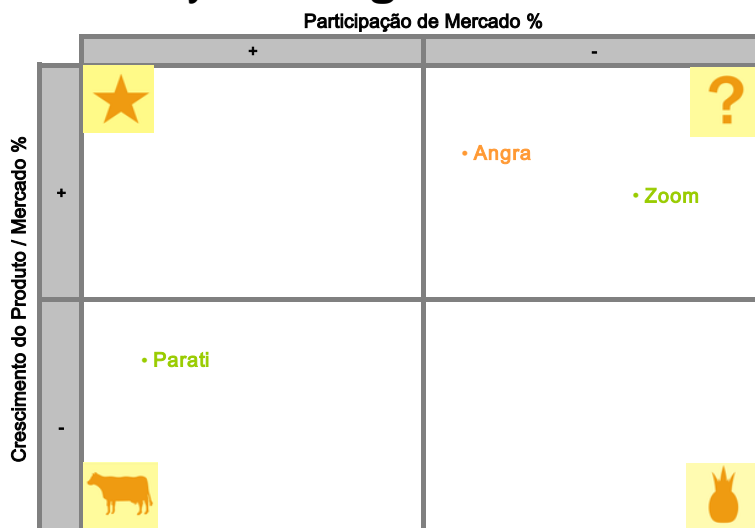 Participação de Mercado %
+ -
?
+
• Angra
• Zoom
Crescimento do Produto / Mercado %
• Parati
-